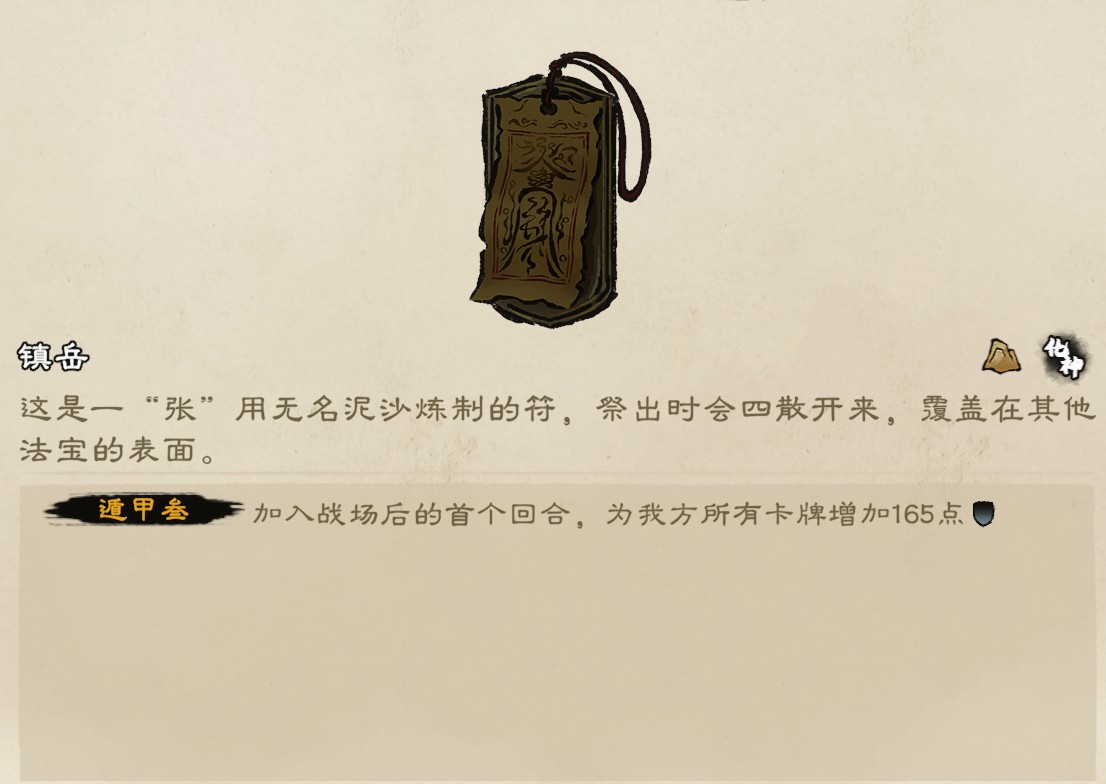 镇岳
化神
这是一“张”用无名泥沙炼制的符，祭出时会四散开来，覆盖在其他
法宝的表面。
遁甲叁 加入战场后的首个回合，为我方所有卡牌增加165点